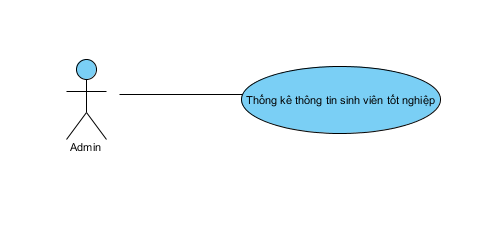 Thống kê thông tin sinh viên tốt nghiệp
Admin